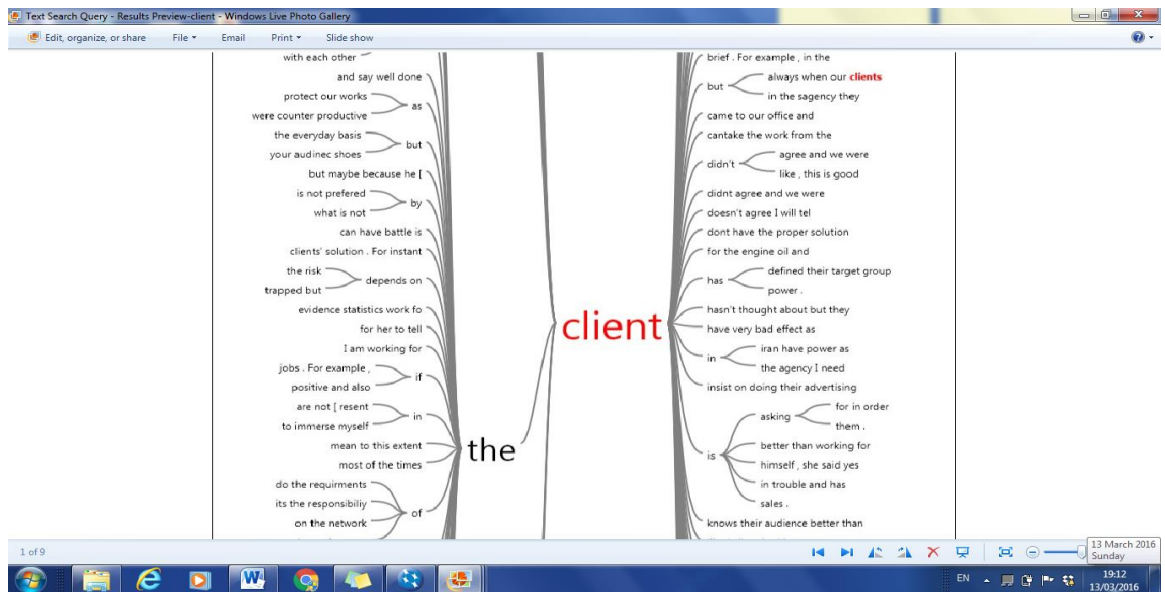 Text Search Query - Results Preview-client - Windows Live Photo Gallery
Edit, organize, or share File Email Print Slide show
with each other
and say well done
protect our works
were counter productive
as
the everyday basis
your audinec shoes
but
but maybe because he [
is not prefered
what is not
by
can have battle is
clients' solution . For instant
the risk
trapped but
depends on
evidence statistics work fo
for her to tell
I am working for
jobs . For example ,
positive and also
if
are not [ resent
to immerse myself
in
mean to this extent
most of the times
do the requirments
its the responsibiliy
on the network
of
the
client
brief . For example , in the
but
always when our clients
in the sagency they
came to our office and
cantake the work from the
didn't
agree and we were
like , this is good
didnt agree and we were
doesn't agree I will tel
dont have the proper solution
for the engine oil and
has
defined their target group
power .
hasn't thought about but they
have very bad effect as
in
iran have power as
the agency I need
insist on doing their advertising
is
asking
for in order
them .
better than working for
himself , she said yes
in trouble and has
sales .
knows their audience better than
1 of 9
13 March 2016
Sunday
EN
19:12
13/03/2016